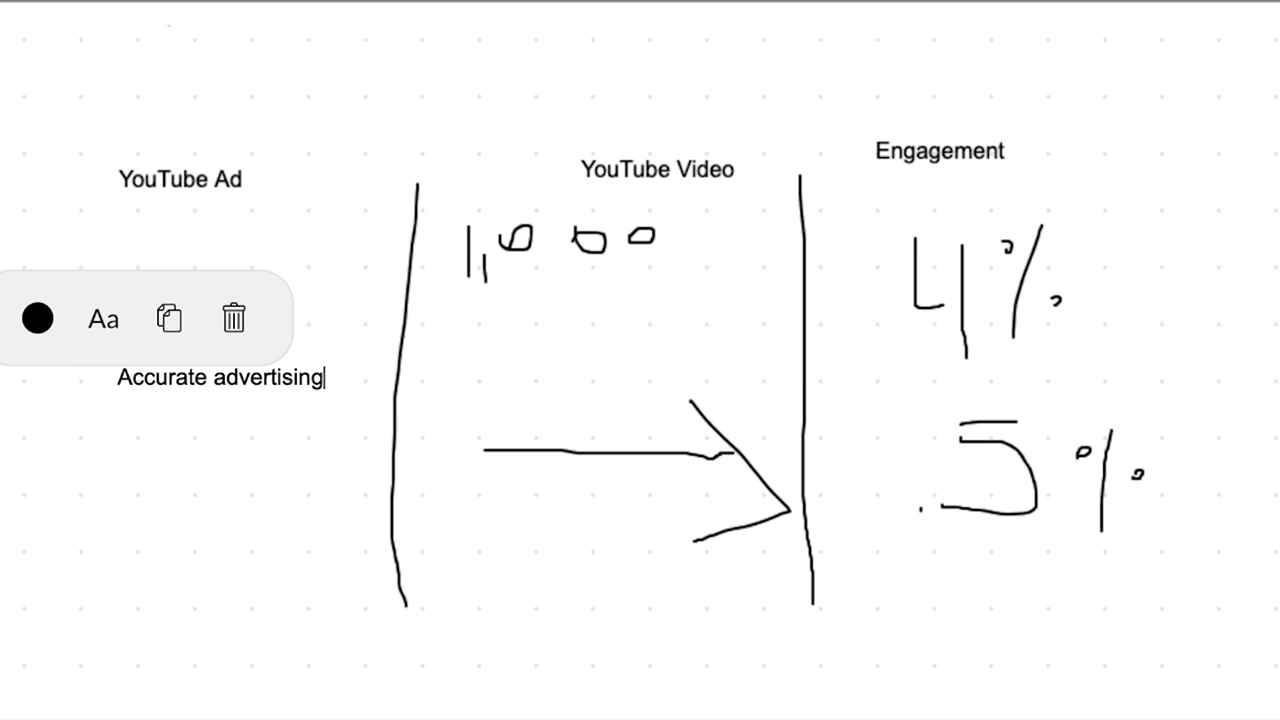 YouTube Ad
YouTube Video
Engagement
1,000
4%
Aa
Accurate advertising
.5%